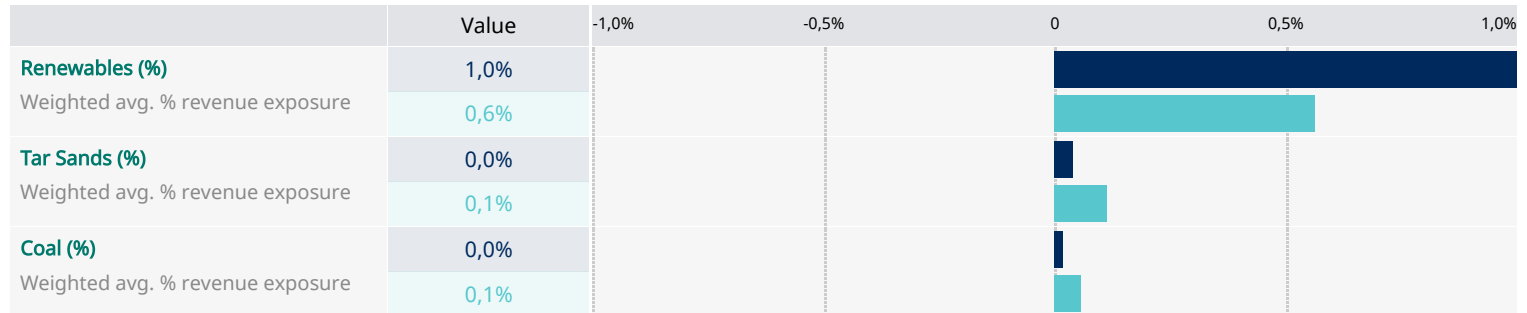 Value -1,0% -0,5% 0 0,5% 1,0%
Renewables (%) 1,0%
Weighted avg. % revenue exposure 0,6%
Tar Sands (%) 0,0%
Weighted avg. % revenue exposure 0,1%
Coal (%) 0,0%
Weighted avg. % revenue exposure 0,1%